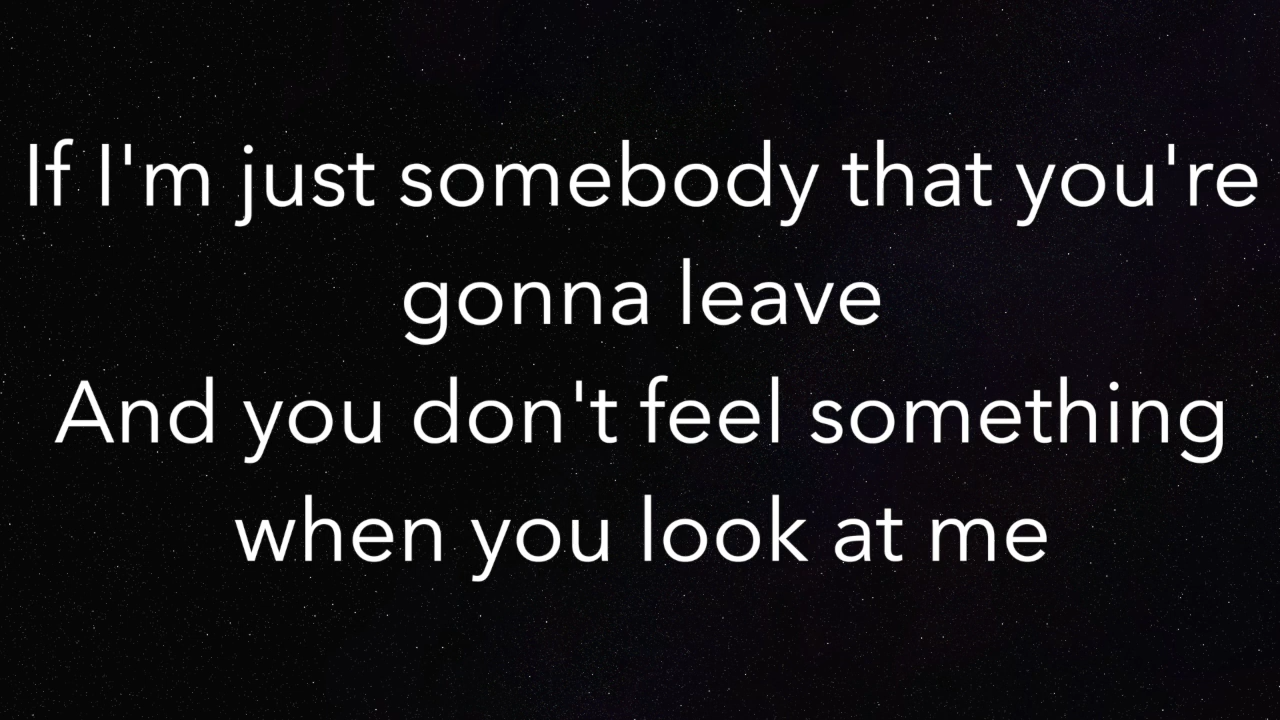 If I'm just somebody that you're
gonna leave
And you don't feel something
when you look at me